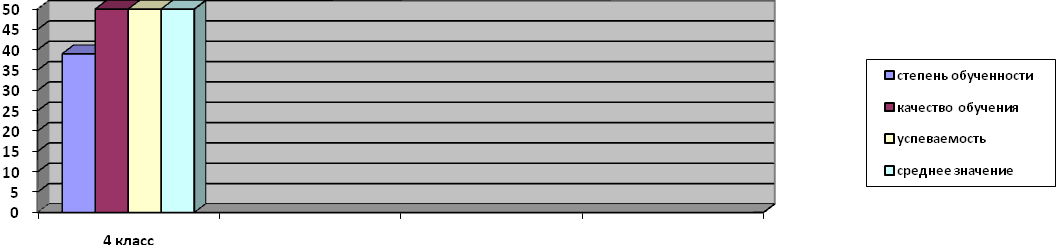 50
45
40
35
30
25
20
15
10
5
0
4 класс
степень обученности
качество обучения
успеваемость
среднее значение